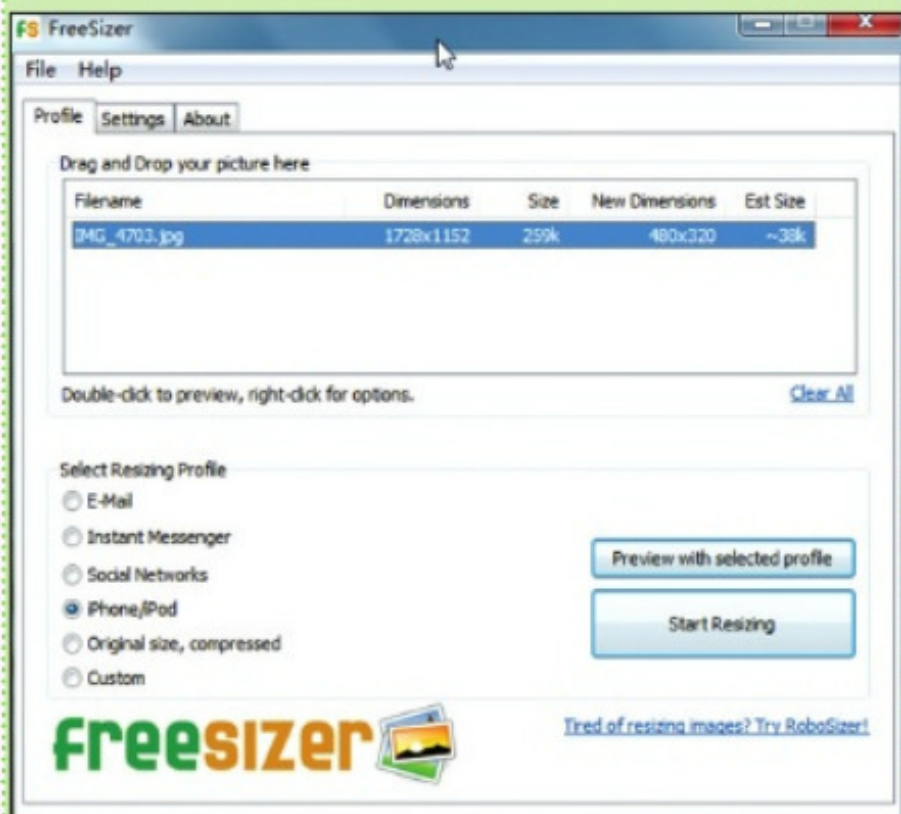 FS FreeSizer
File Help
Profile Settings About
Drag and Drop your picture here
Filename Dimensions Size New Dimensions Est Size
IMG_4703.jpg 1728x1152 259k 480x320 ~38k
Double-click to preview, right-click for options. Clear All
Select Resizing Profile
E-Mail
Instant Messenger
Social Networks
iPhone/iPod
Original size, compressed
Custom
Preview with selected profile
Start Resizing
freesizer
Tired of resizing images? Try RoboSizer!